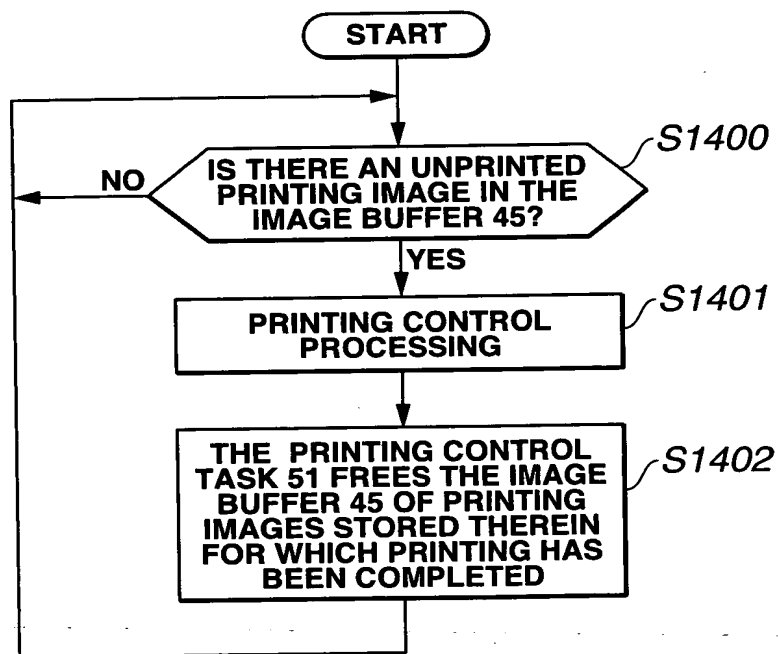 START
S1400
IS THERE AN UNPRINTED
PRINTING IMAGE IN THE
IMAGE BUFFER 45?
NO
YES
S1401
PRINTING CONTROL
PROCESSING
S1402
THE PRINTING CONTROL
TASK 51 FREES THE IMAGE
BUFFER 45 OF PRINTING
IMAGES STORED THEREIN
FOR WHICH PRINTING HAS
BEEN COMPLETED